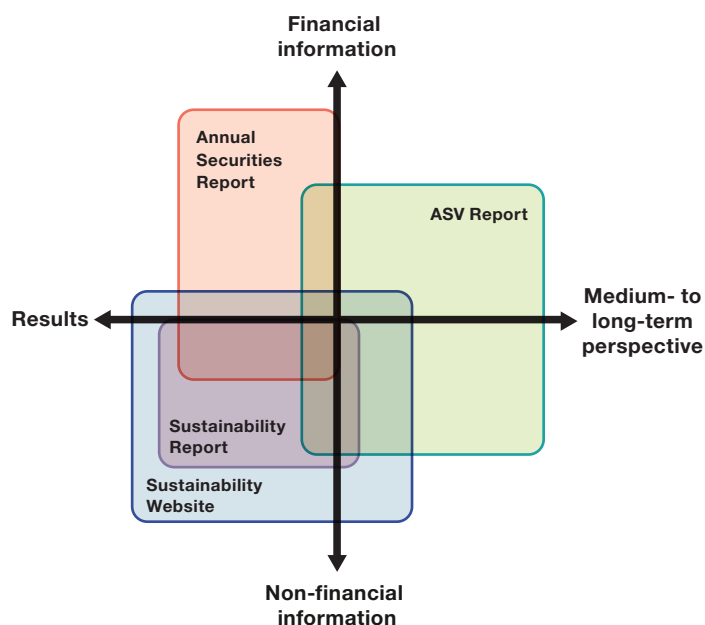 Financial
information
Annual
Securities
Report
ASV Report
Results
Medium- to
long-term
perspective
Sustainability
Report
Sustainability
Website
Non-financial
information